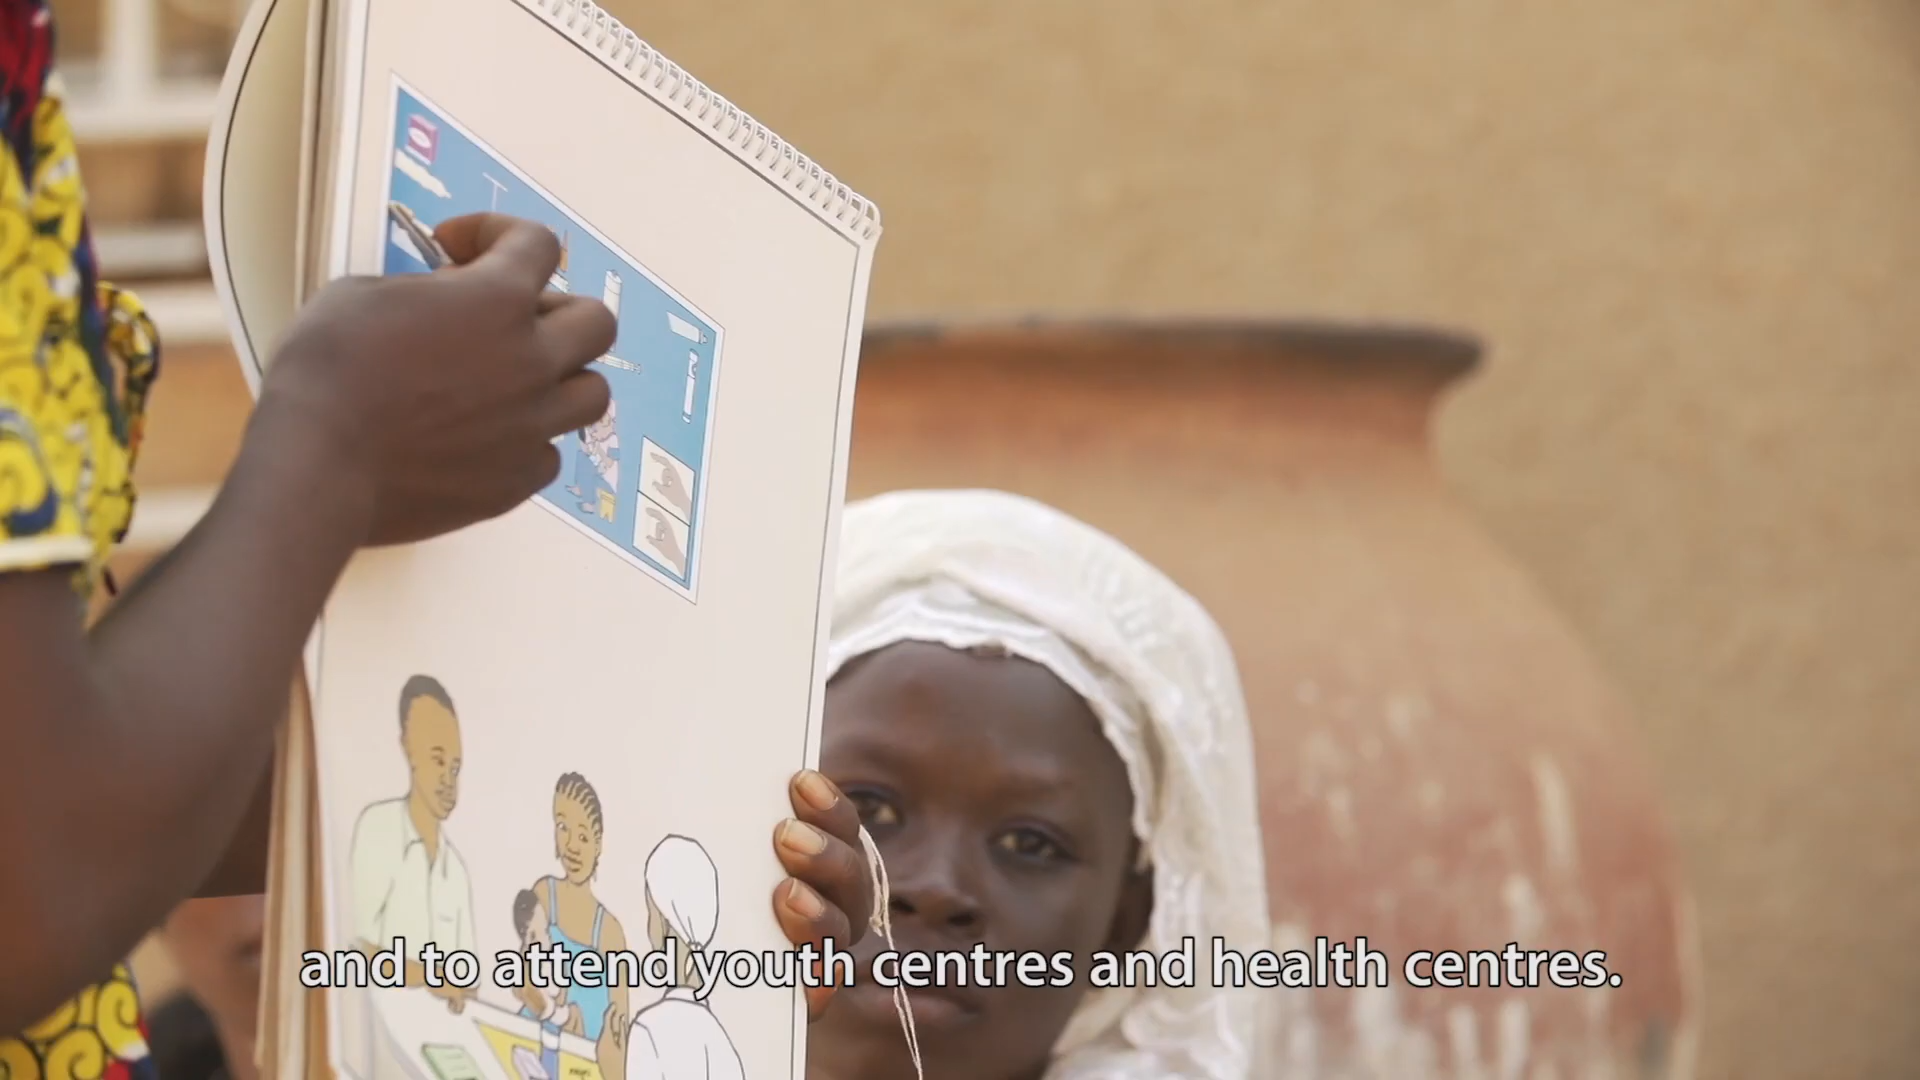 and to attend youth centres and health centres.